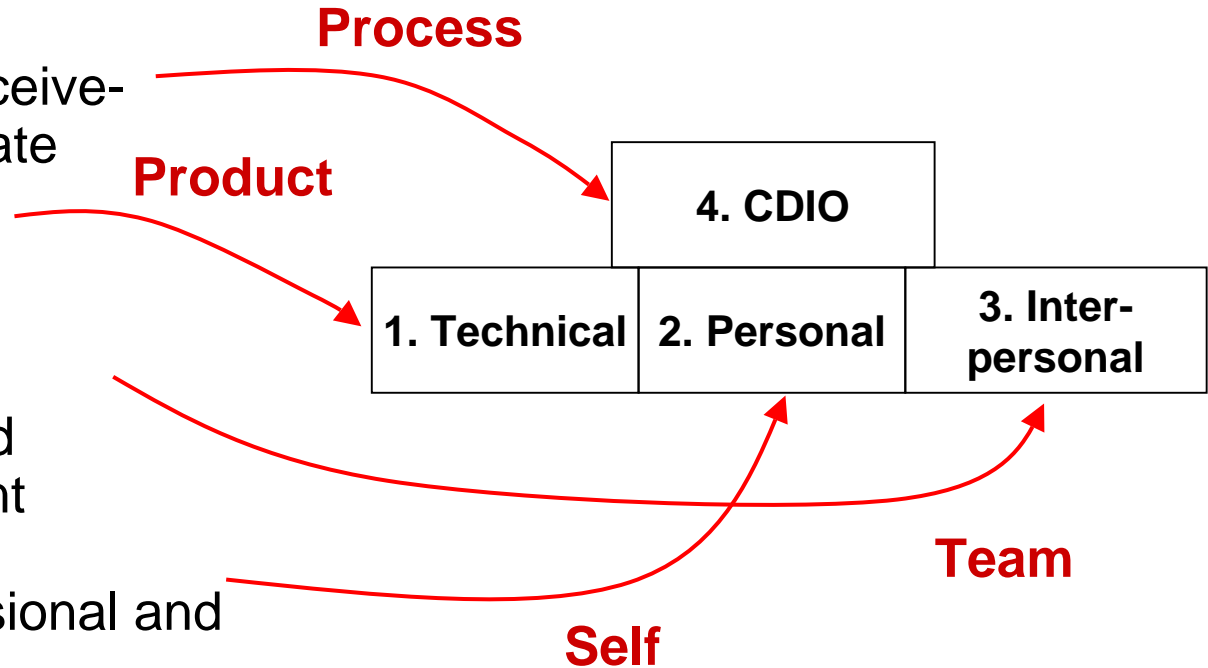 Process
ceive-
ate
Product
4. CDIO
1. Technical
2. Personal
3. Inter-
personal
d
nt
Team
sional and
Self